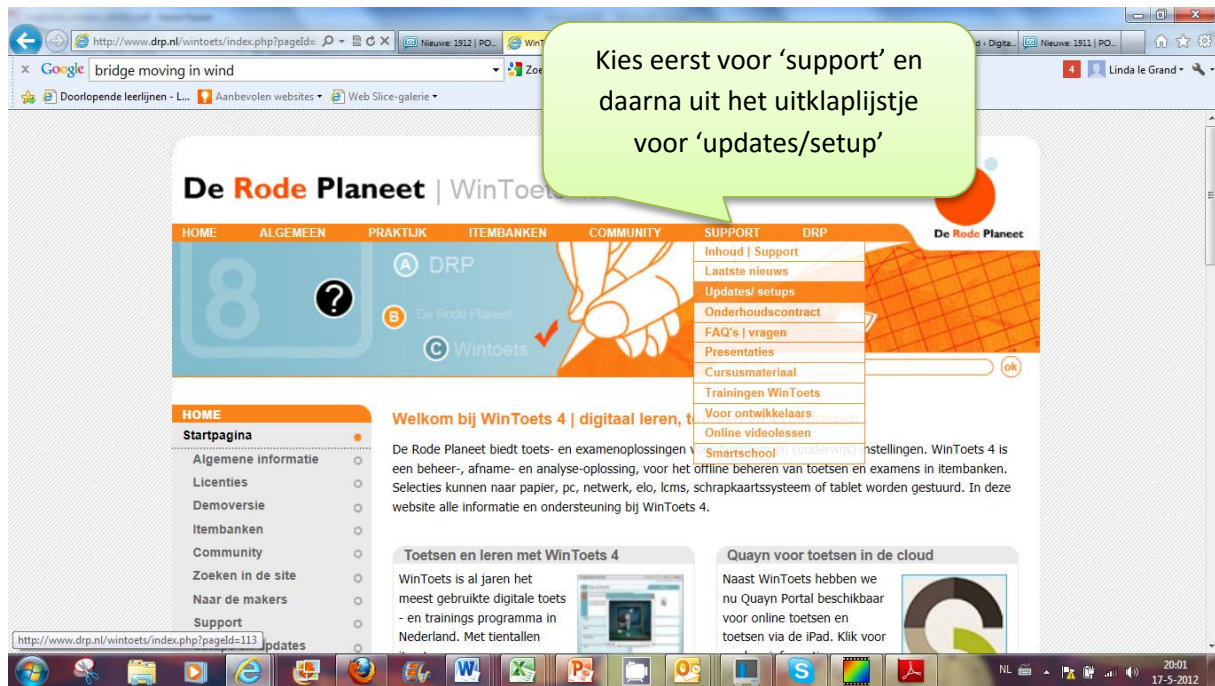 http://www.drp.nl/wintoets/index.php?pageId=
Nieuwe: 1912 | PO...
Nieuwe: 1911 | PO...
x Google bridge moving in wind
4 Linda le Grand
Doorlopende leerlijnen - L... Aanbevolen websites Web Slice-galerie
Kies eerst voor ‘support’ en
daarna uit het uitklaplijstje
voor ‘updates/setup’
De Rode Planeet | WinToets
De Rode Planeet
HOME ALGEMEEN PRAKTIJK ITEMBANKEN COMMUNITY SUPPORT DRP
Inhoud | Support
Laatste nieuws
Updates/ setups
Onderhoudscontract
FAQ's | vragen
Presentaties
Cursusmateriaal
Trainingen WinToets
Voor ontwikkelaars
Online videolessen
Smartschool
8 ?
A DRP
B De Rode Planeet
C Wintoets
ok
HOME
Startpagina
Algemene informatie
Licenties
Demoversie
Itembanken
Community
Zoeken in de site
Naar de makers
Support
updates
Welkom bij WinToets 4 | digitaal leren,
De Rode Planeet biedt toets- en examenoplossingen (onderwijs) instellingen. WinToets 4 is
een beheer-, afname- en analyse-oplossing, voor het offline beheren van toetsen en examens in itembanken.
Selecties kunnen naar papier, pc, netwerk, elo, lcms, schrapkaartssysteem of tablet worden gestuurd. In deze
website alle informatie en ondersteuning bij WinToets 4.
Toetsen en leren met WinToets 4
WinToets is al jaren het
meest gebruikte digitale toets
- en trainings programma in
Nederland. Met tientallen
Quayn voor toetsen in de cloud
Naast WinToets hebben we
nu Quayn Portal beschikbaar
voor online toetsen en
toetsen via de iPad. Klik voor
http://www.drp.nl/wintoets/index.php?pageId=113
NL
20:01
17-5-2012